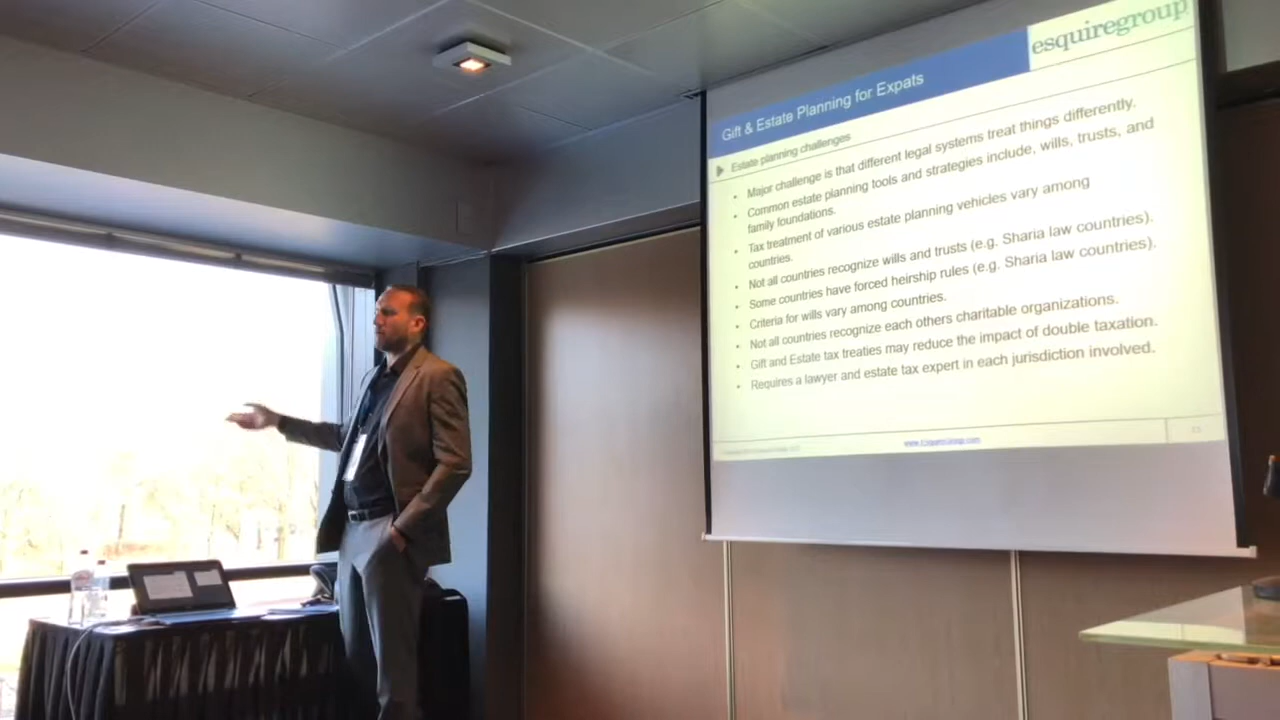 esquiregroup
Gift & Estate Planning for Expats
Estate planning challenges
• Major challenge is that different legal systems treat things differently.
• Common estate planning tools and strategies include, wills, trusts, and
family foundations.
• Tax treatment of various estate planning vehicles vary among
countries.
• Not all countries recognize wills and trusts (e.g. Sharia law countries).
• Some countries have forced heirship rules (e.g. Sharia law countries).
• Criteria for wills vary among countries.
• Not all countries recognize each others charitable organizations.
• Gift and Estate tax treaties may reduce the impact of double taxation.
• Requires a lawyer and estate tax expert in each jurisdiction involved.